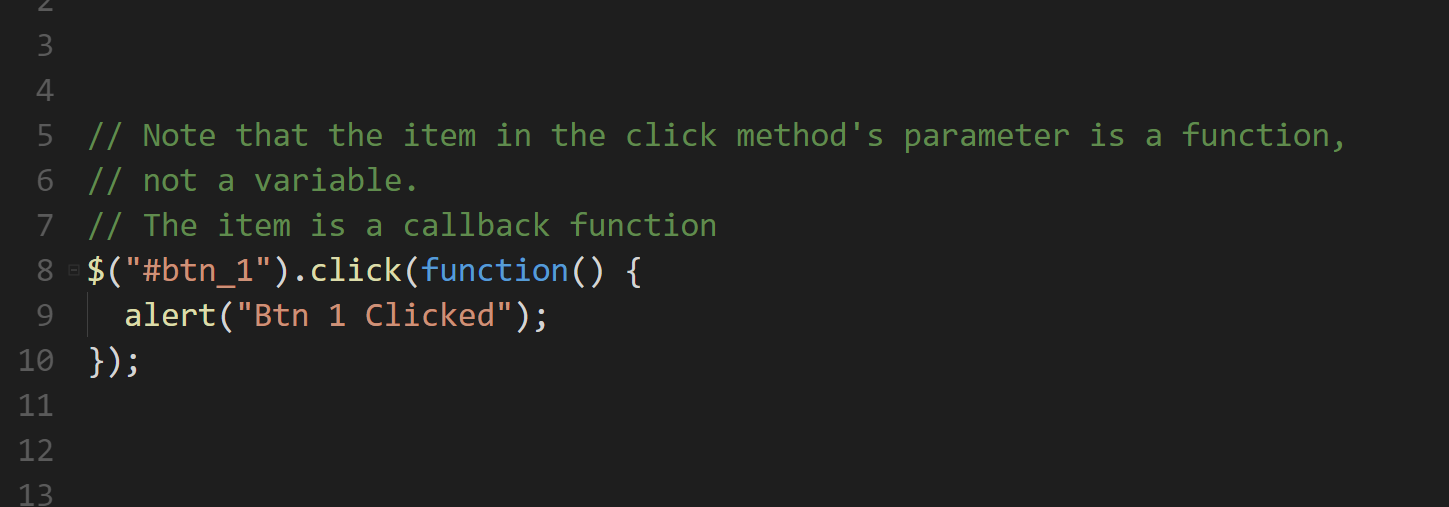 2
3
4
5 // Note that the item in the click method's parameter is a function,
6 // not a variable.
7 // The item is a callback function
8 $("#btn_1").click(function() {
9   alert("Btn 1 Clicked");
10 });
11
12
13